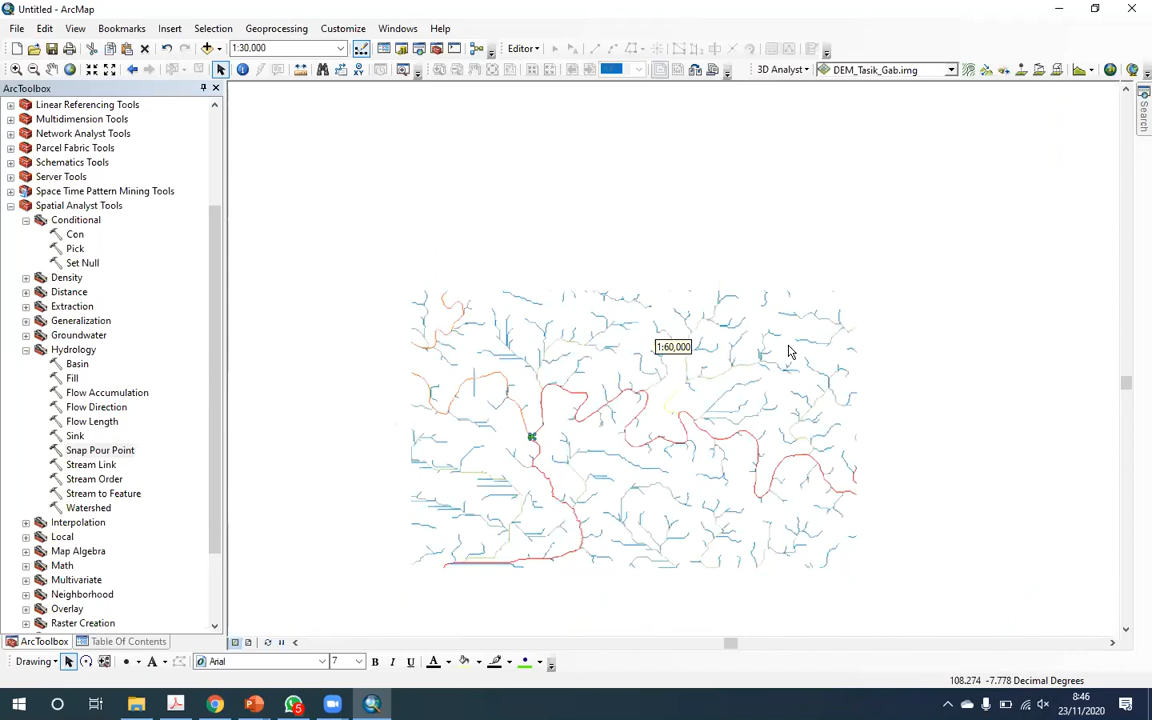 Untitled - ArcMap
File Edit View Bookmarks Insert Selection Geoprocessing Customize Windows Help
1:30,000 Editor
3D Analyst DEM_Tasik_Gab.img
ArcToolbox
Linear Referencing Tools
Multidimension Tools
Network Analyst Tools
Parcel Fabric Tools
Schematics Tools
Server Tools
Space Time Pattern Mining Tools
Spatial Analyst Tools
Conditional
Con
Pick
Set Null
Density
Distance
Extraction
Generalization
Groundwater
Hydrology
Basin
Fill
Flow Accumulation
Flow Direction
Flow Length
Sink
Snap Pour Point
Stream Link
Stream Order
Stream to Feature
Watershed
Interpolation
Local
Map Algebra
Math
Multivariate
Neighborhood
Overlay
Raster Creation
ArcToolbox Table Of Contents
1:60,000
Search
Drawing A Arial 7 B I U A
108.274 -7.778 Decimal Degrees
5
8:46
23/11/2020